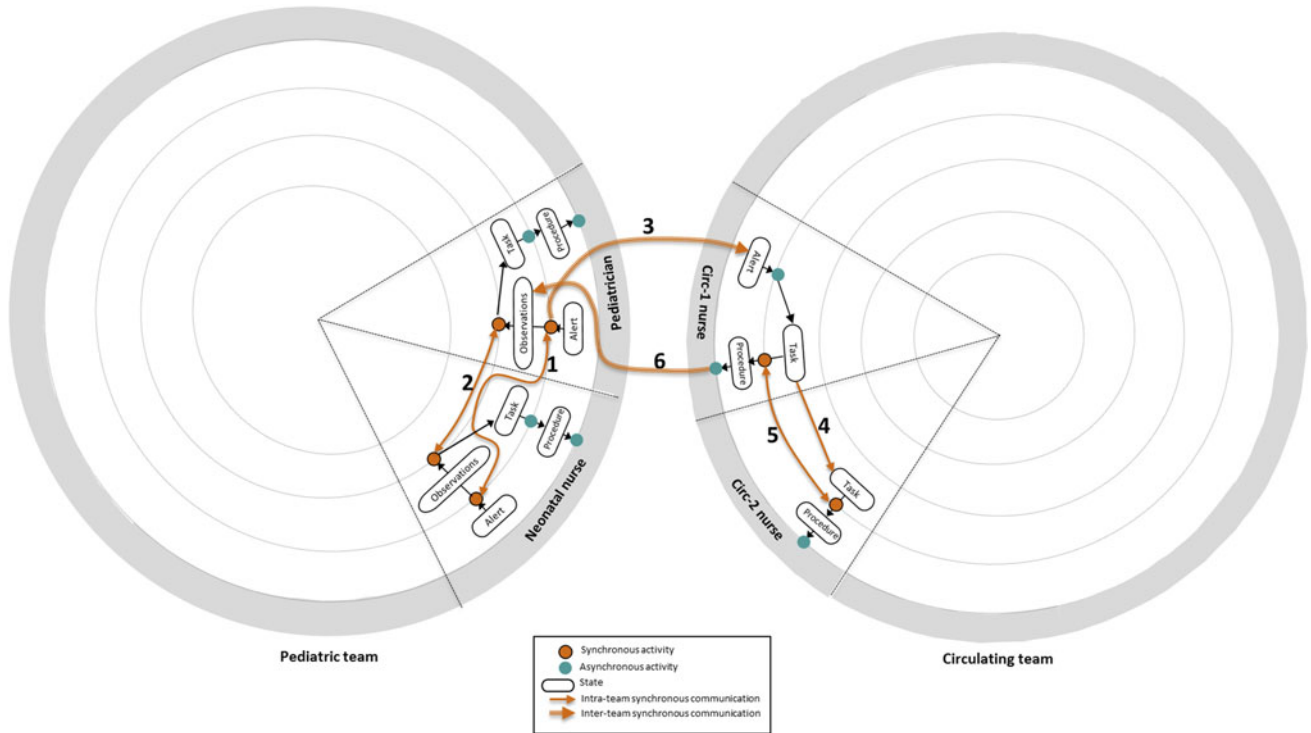 3
Task
Procedure
Alert
Pediatrician
Circ-1 nurse
Observations
Alert
Task
Procedure
6
1
2
Task
Procedure
4
5
Observations
Task
Alert
Neonatal nurse
Circ-2 nurse
Procedure
Pediatric team
Circulating team
Synchronous activity
Asynchronous activity
State
Intra-team synchronous communication
Inter-team synchronous communication